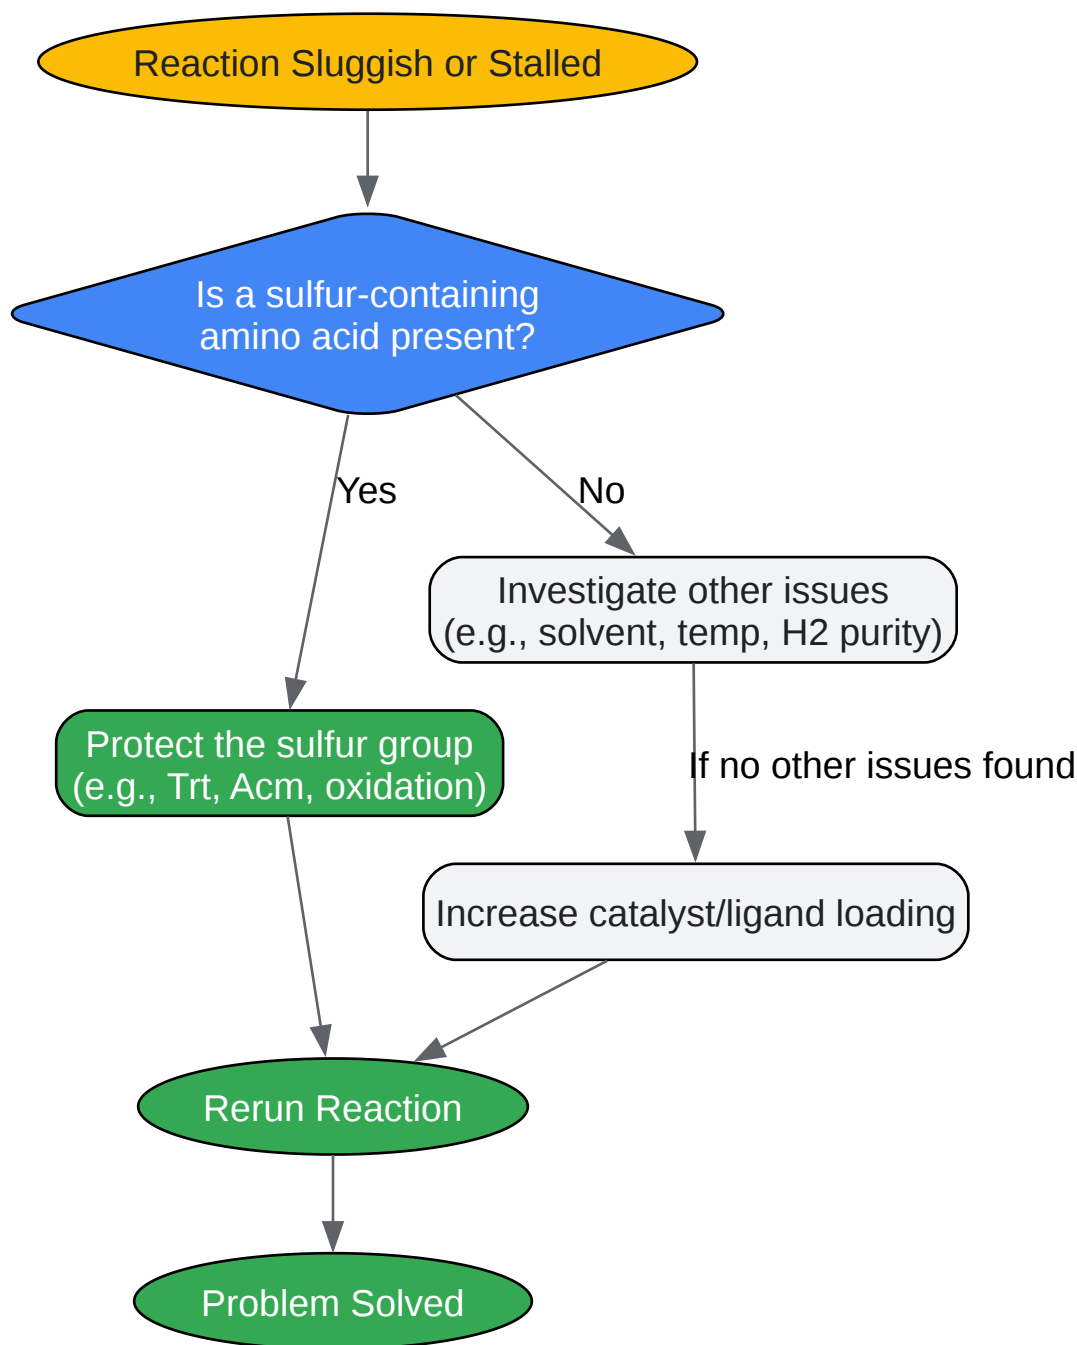 Reaction Sluggish or Stalled
Is a sulfur-containing
amino acid present?
Yes
No
Investigate other issues
(e.g., solvent, temp, H2 purity)
Protect the sulfur group
(e.g., Trt, Acm, oxidation)
If no other issues found
Increase catalyst/ligand loading
Rerun Reaction
Problem Solved